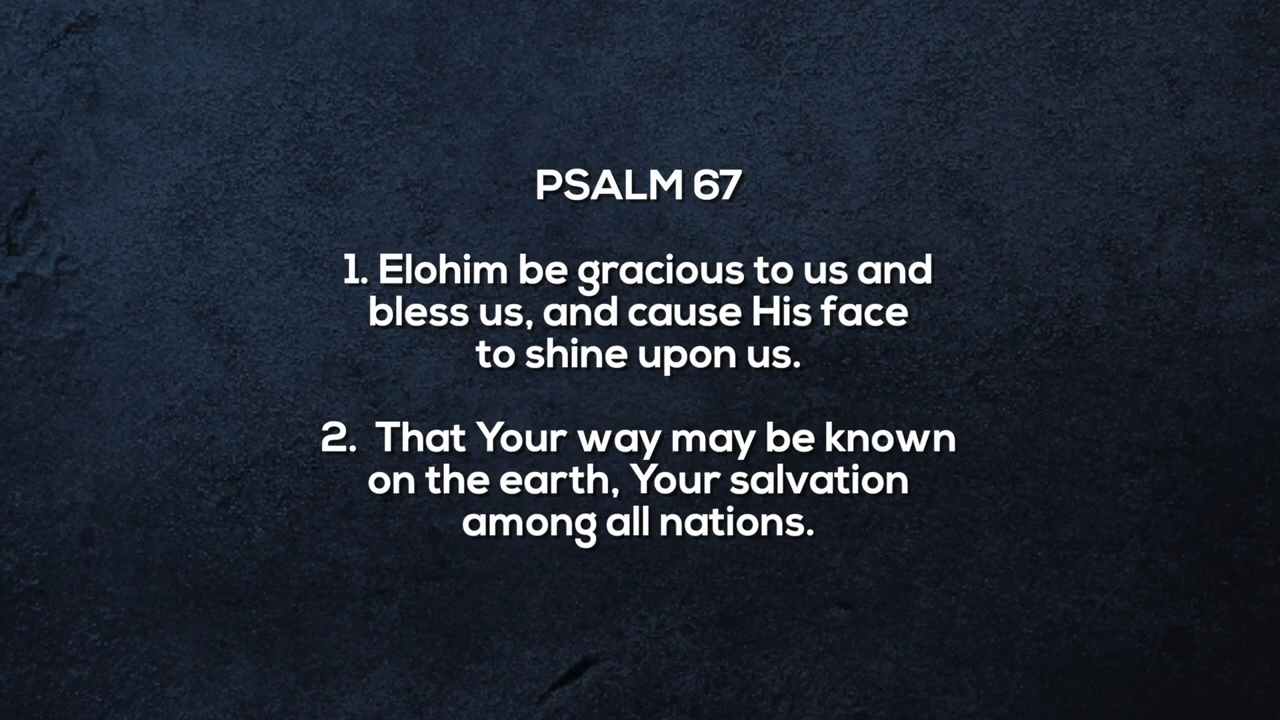 PSALM 67
1. Elohim be gracious to us and
bless us, and cause His face
to shine upon us.
2. That Your way may be known
on the earth, Your salvation
among all nations.